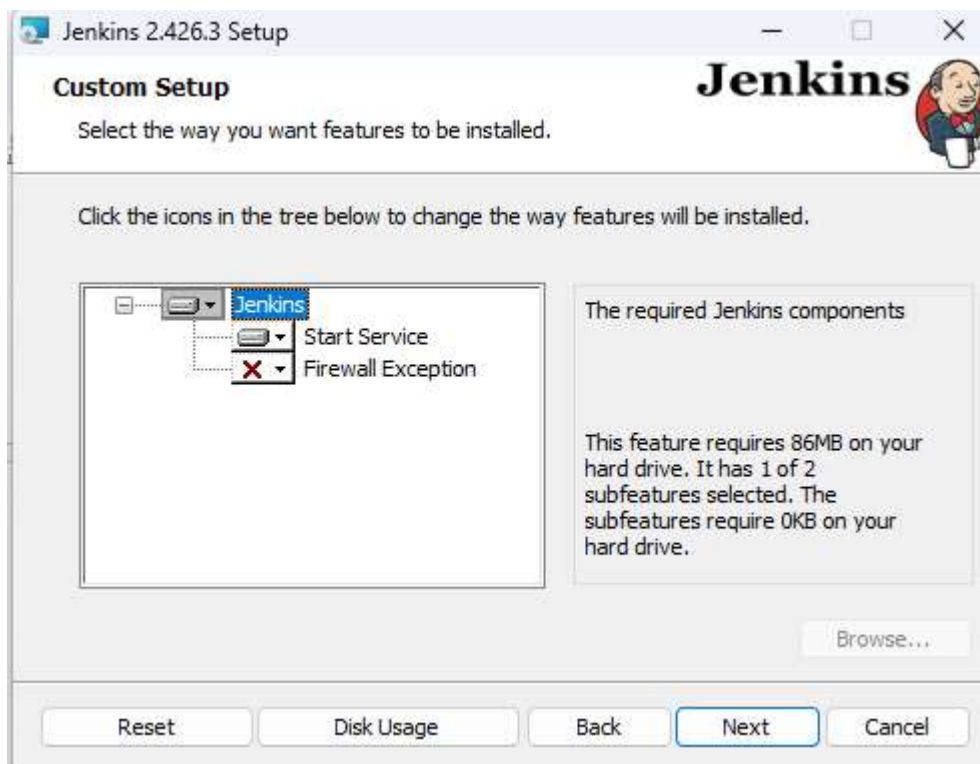 Jenkins 2.426.3 Setup
Custom Setup
Jenkins
Select the way you want features to be installed.
Click the icons in the tree below to change the way features will be installed.
Jenkins
Start Service
Firewall Exception
The required Jenkins components
This feature requires 86MB on your
hard drive. It has 1 of 2
subfeatures selected. The
subfeatures require 0KB on your
hard drive.
Browse...
Reset Disk Usage Back Next Cancel